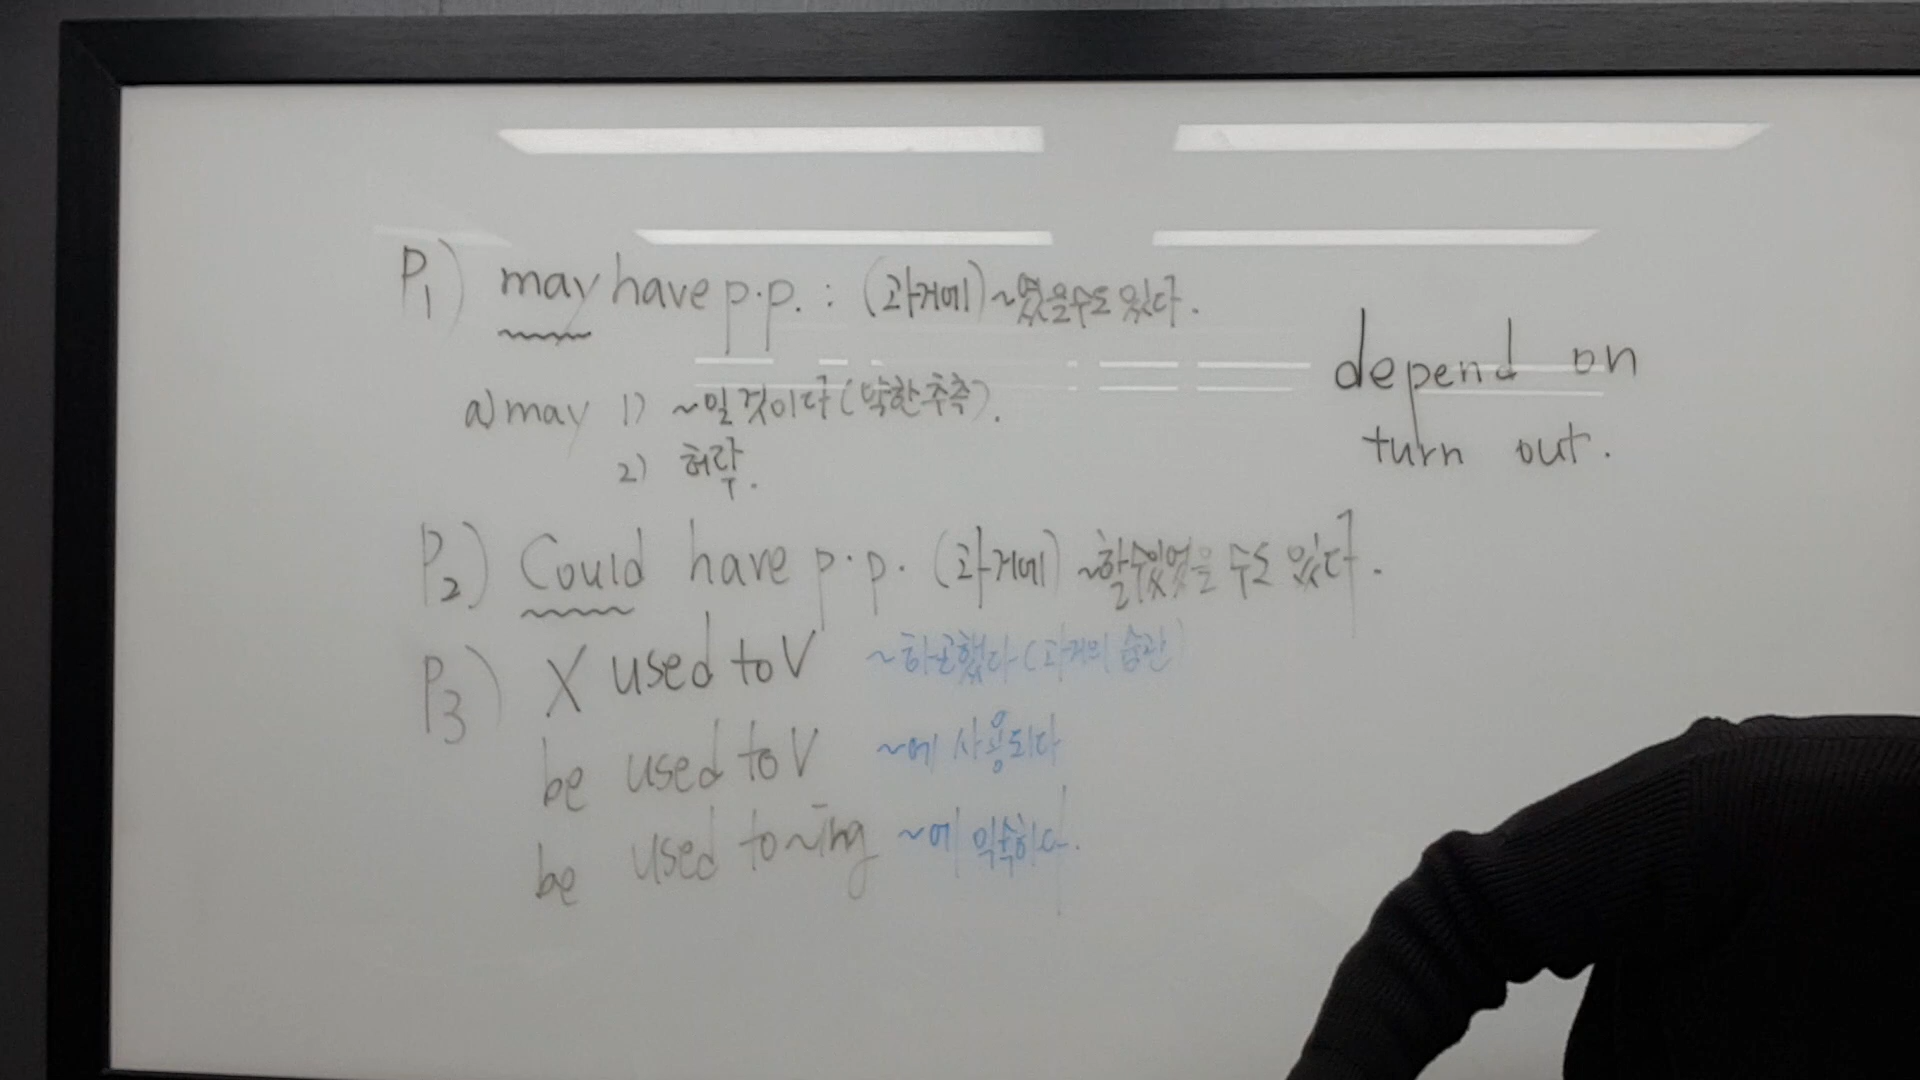 P1) may have p.p. : (과거에) ~였을수도 있다.
a) may 1) ~일 것이다 (약한 추측).
2) 허락.
depend on
turn out.
P2) Could have p.p. (과거에) ~할수있었을 수도 있다.
P3) X used to V ~하곤했다 (과거의 습관)
be used to V ~에 사용되다
be used to ~ing ~에 익숙하다.